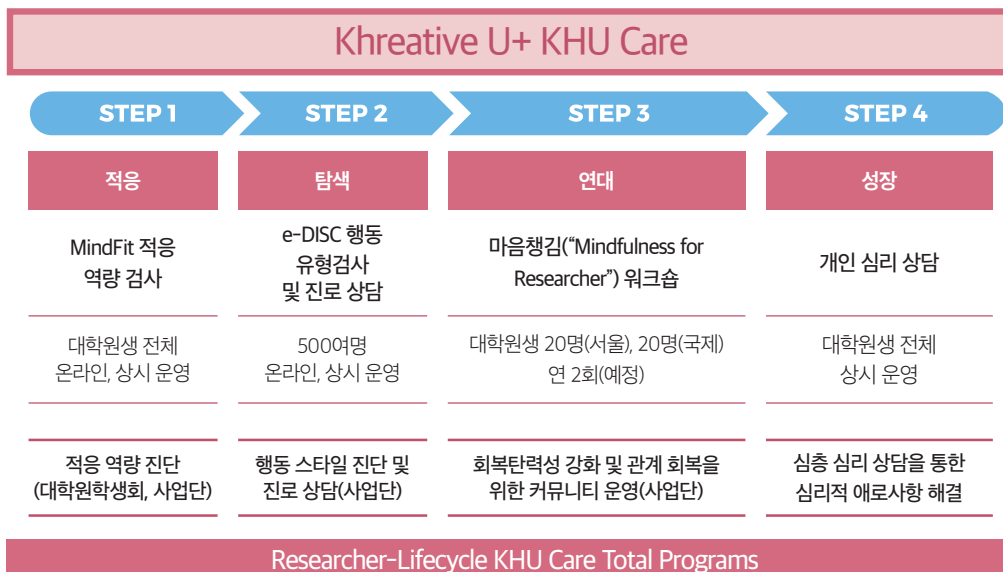 Khreative U+ KHU Care
STEP 1
STEP 2
STEP 3
STEP 4
적응
탐색
연대
성장
MindFit 적응
역량 검사
e-DISC 행동
유형검사
및 진로 상담
마음챙김(“Mindfulness for
Researcher”) 워크숍
개인 심리 상담
대학원생 전체
온라인, 상시 운영
500여명
온라인, 상시 운영
대학원생 20명(서울), 20명(국제)
연 2회(예정)
대학원생 전체
상시 운영
적응 역량 진단
(대학원학생회, 사업단)
행동 스타일 진단 및
진로 상담(사업단)
회복탄력성 강화 및 관계 회복을
위한 커뮤니티 운영(사업단)
심층 심리 상담을 통한
심리적 애로사항 해결
Researcher-Lifecycle KHU Care Total Programs